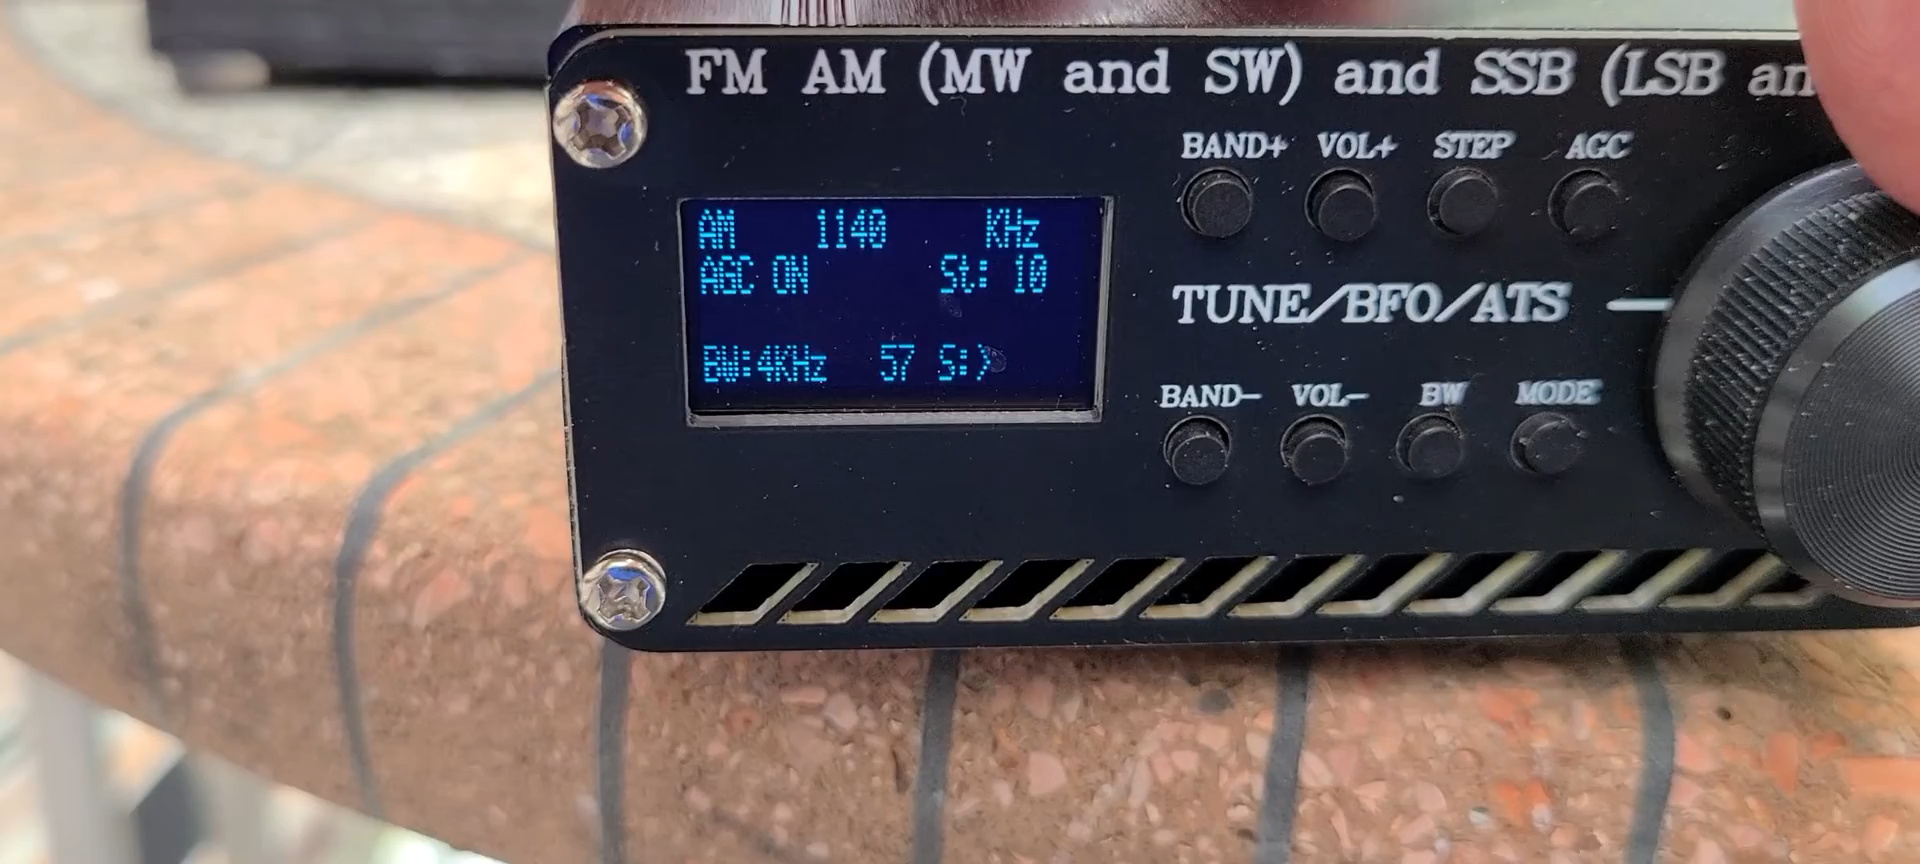 FM AM (MW and SW) and SSB (LSB an
BAND+ VOL+ STEP AGC
AM 1140 KHz
AGC ON St: 10
TUNE/BFO/ATS
BW:4KHz 57 S:>
BAND- VOL- BW MODE